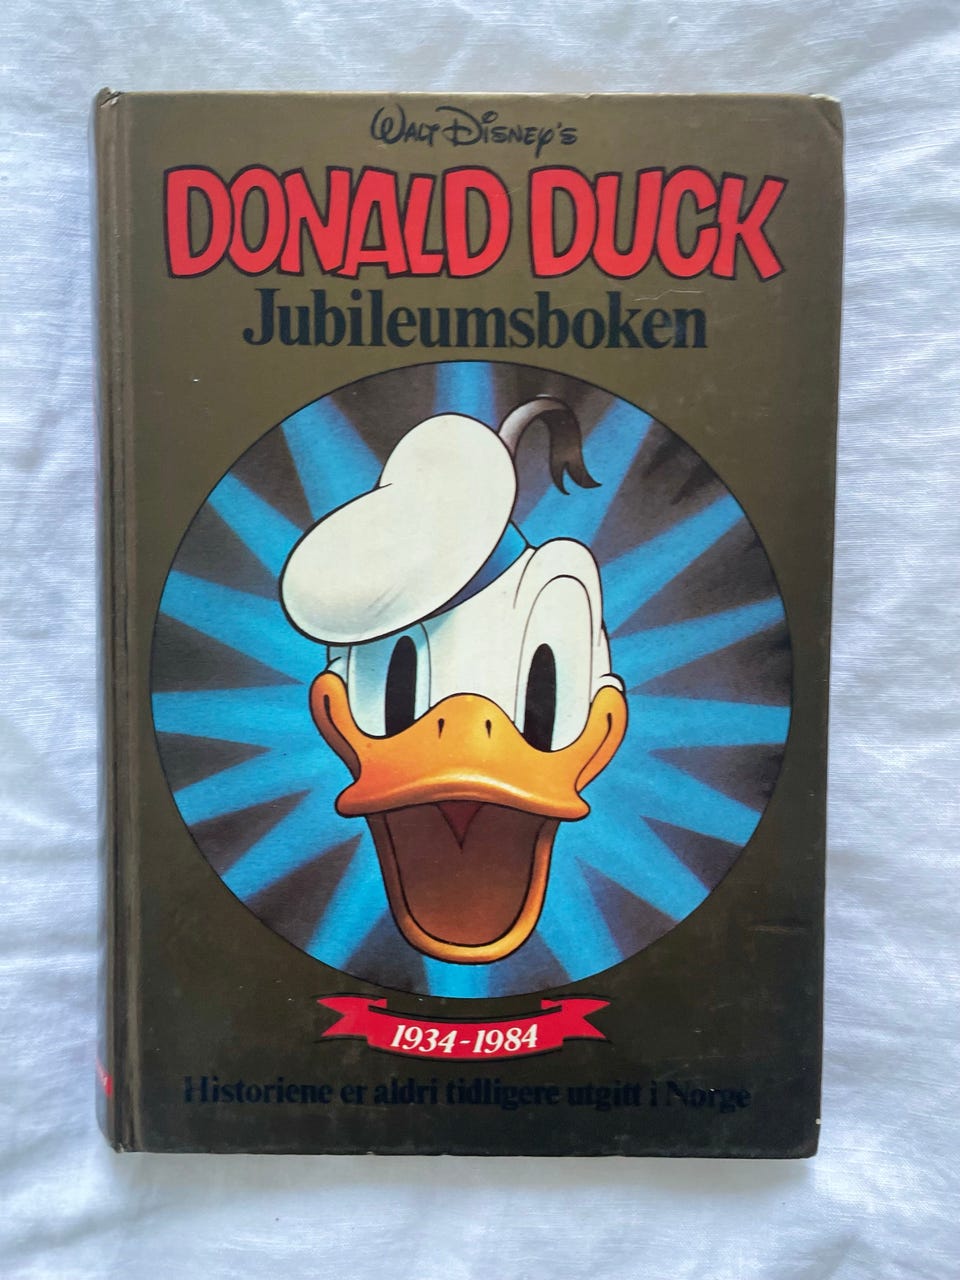 Walt Disney's
DONALD DUCK
Jubileumsboken
1934-1984
Historiene er aldri tidligere utgitt i Norge